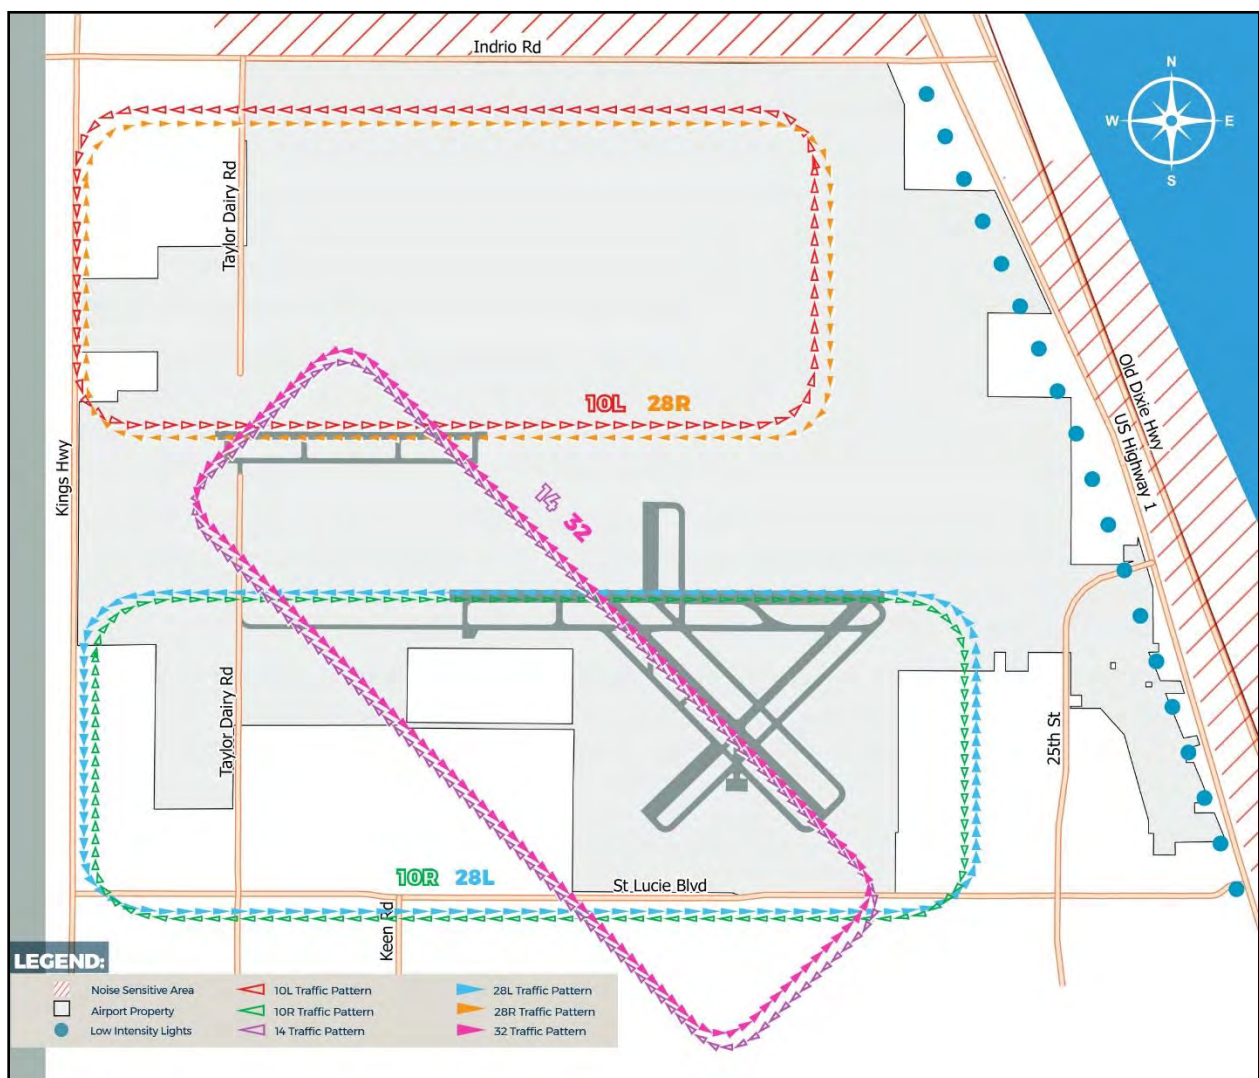 Indrio Rd
N
W
E
S
Taylor Dairy Rd
Kings Hwy
10L 28R
Old Dixie Hwy
US Highway 1
14 32
Taylor Dairy Rd
25th St
10R 28L
St Lucie Blvd
Keen Rd
LEGEND:
Noise Sensitive Area
Airport Property
Low Intensity Lights
10L Traffic Pattern
10R Traffic Pattern
14 Traffic Pattern
28L Traffic Pattern
28R Traffic Pattern
32 Traffic Pattern